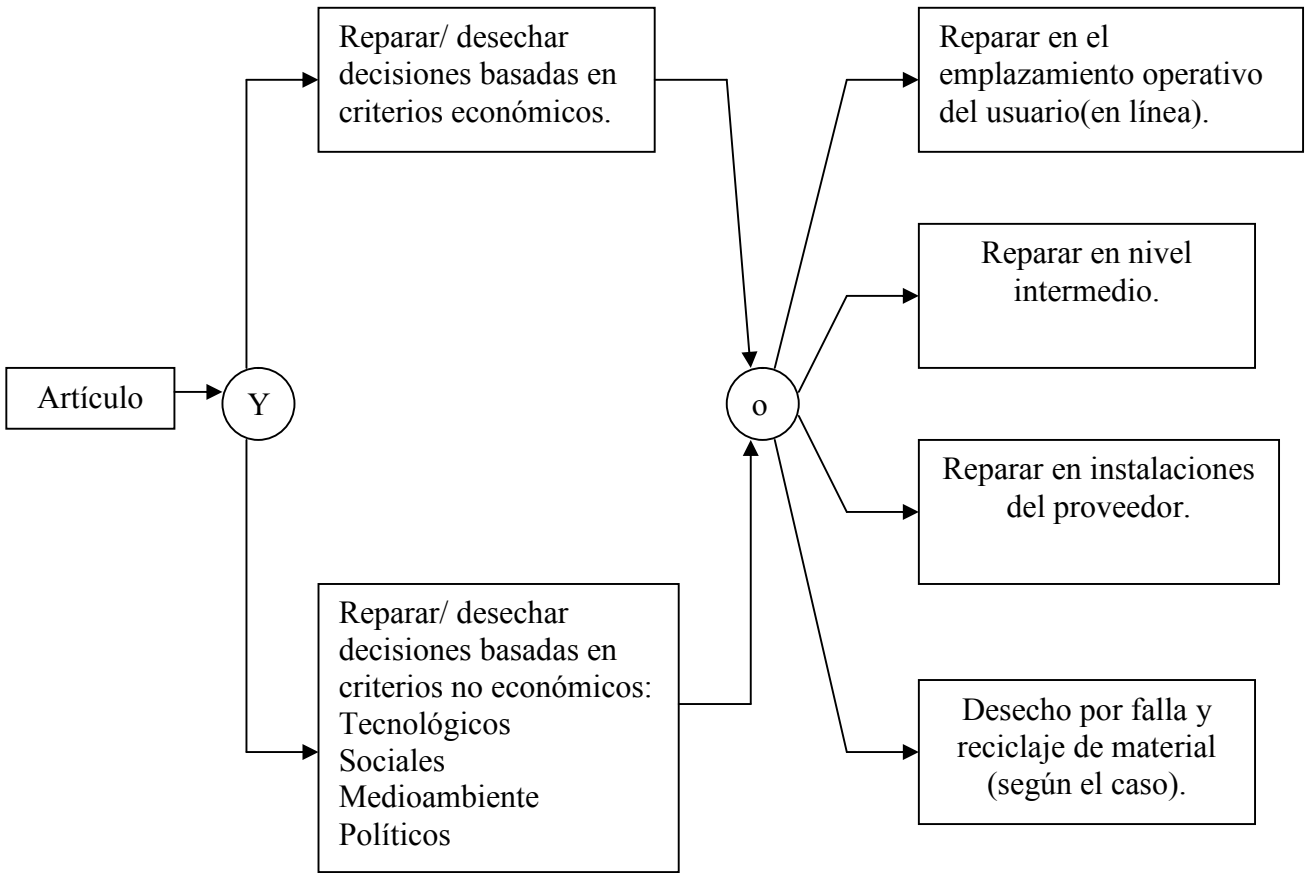 Artículo
Y
Reparar/ desechar
decisiones basadas en
criterios económicos.
Reparar/ desechar
decisiones basadas en
criterios no económicos:
Tecnológicos
Sociales
Medioambiente
Políticos
o
Reparar en el
emplazamiento operativo
del usuario(en línea).
Reparar en nivel
intermedio.
Reparar en instalaciones
del proveedor.
Desecho por falla y
reciclaje de material
(según el caso).